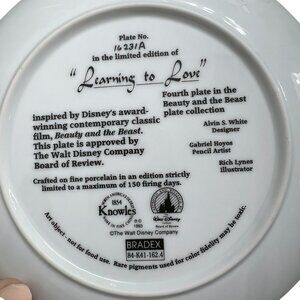 Plate No.
16231A
in the limited edition of
"Learning to Love"
inspired by Disney's award-
winning contemporary classic
film, Beauty and the Beast.
This plate is approved by
The Walt Disney Company
Board of Review.
Fourth plate in the
Beauty and the Beast
plate collection
Alvin S. White
Designer
Gabriel Hoyos
Pencil Artist
Rich Lynes
Illustrator
Crafted on fine porcelain in an edition strictly
limited to a maximum of 150 firing days.
1854
Knowles
℗©
1993
Walt Disney
©The Walt Disney Company
BRADEX
84-K41-162.4
Art object: not for food use. Rare pigments used for color fidelity may be toxic.